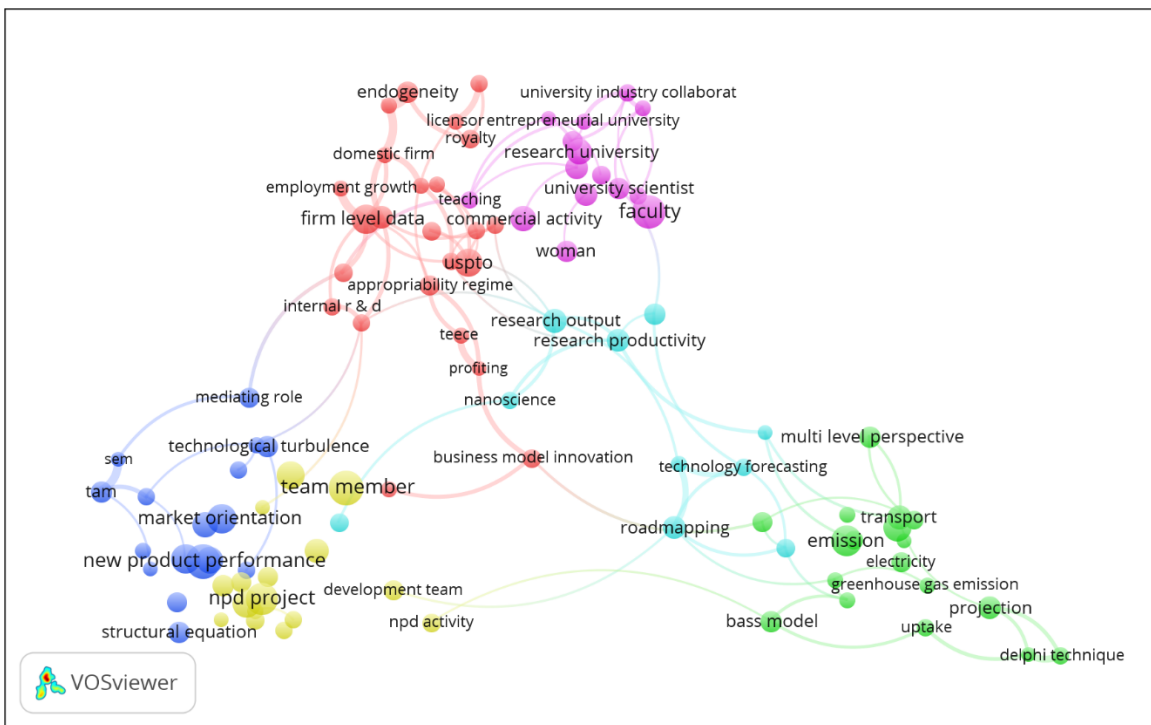 endogeneity
university industry collaborat
licensor
entrepreneurial university
royalty
domestic firm
research university
employment growth
teaching
university scientist
firm level data
commercial activity
faculty
woman
uspto
appropriability regime
internal r & d
research output
teece
research productivity
profiting
mediating role
nanoscience
technological turbulence
multi level perspective
sem
business model innovation
technology forecasting
tam
team member
market orientation
roadmapping
transport
emission
new product performance
electricity
development team
greenhouse gas emission
npd project
projection
structural equation
npd activity
bass model
uptake
delphi technique
VOSviewer